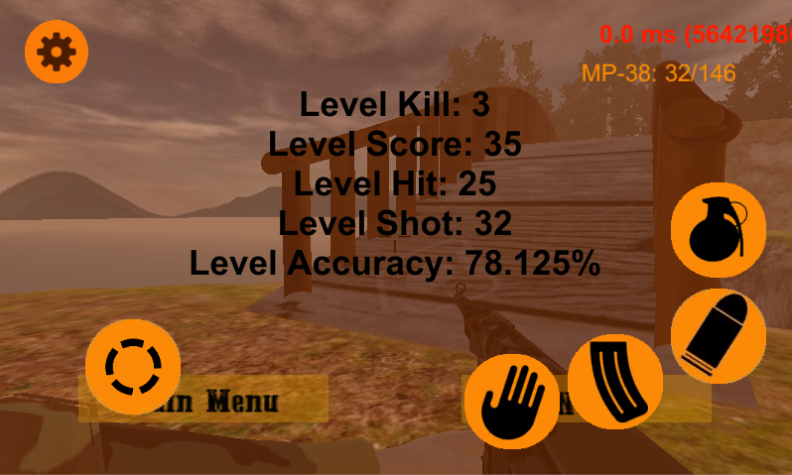 0.0 ms (5642198
MP-38: 32/146
Level Kill: 3
Level Score: 35
Level Hit: 25
Level Shot: 32
Level Accuracy: 78.125%
Menu